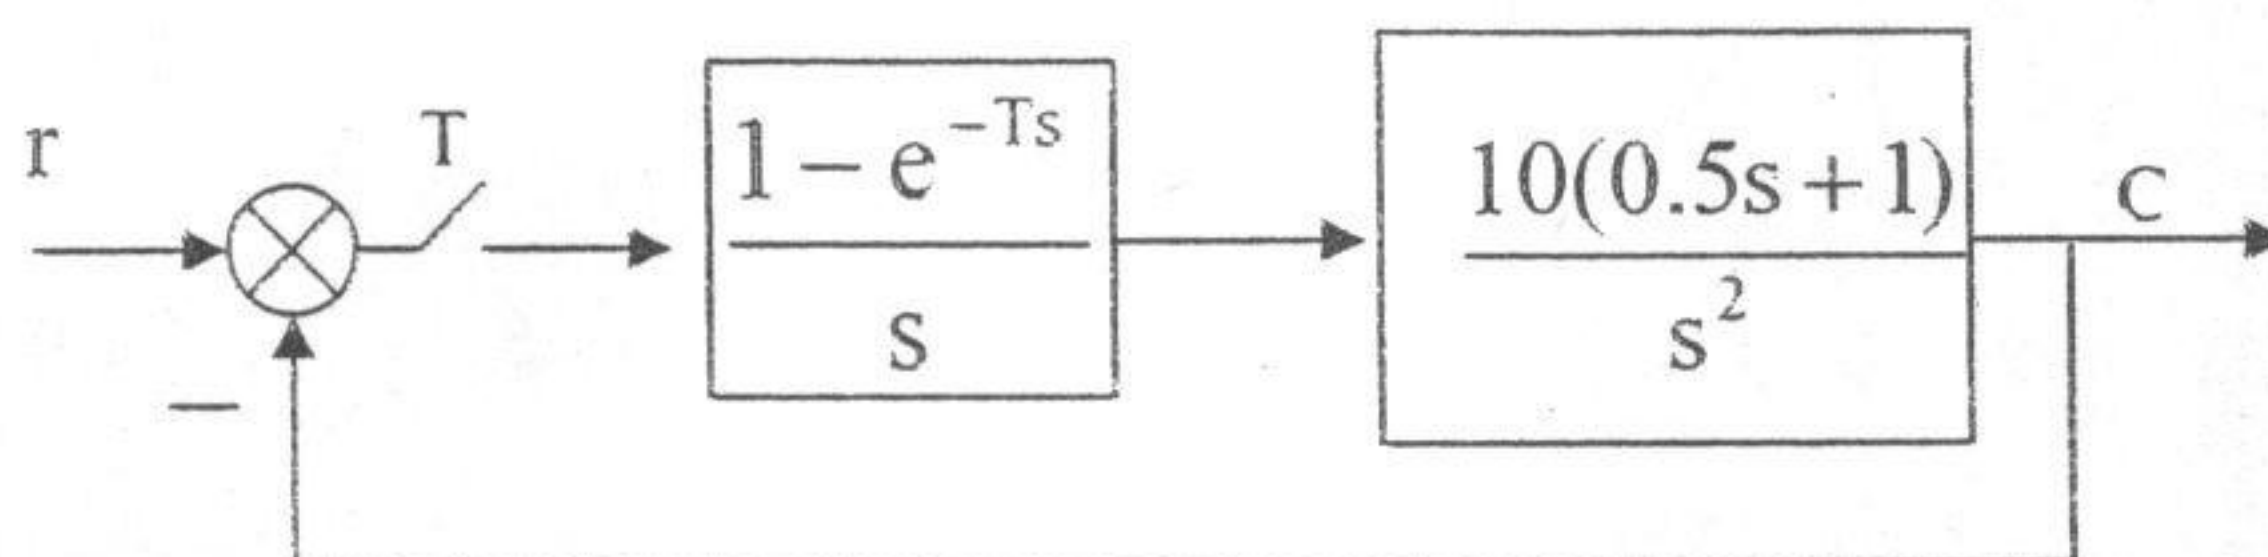 r
T
1 − e^{−Ts}
s
10(0.5s + 1)
s^2
C
−